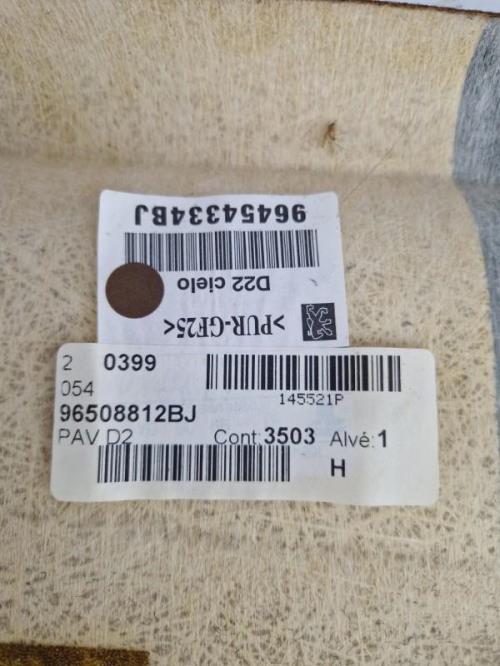 96454334BJ
D22 cielo
>PUR-GF25<
2 0399
054
145521P
96508812BJ
PAV D2 Cont:3503 Alvé:1
H